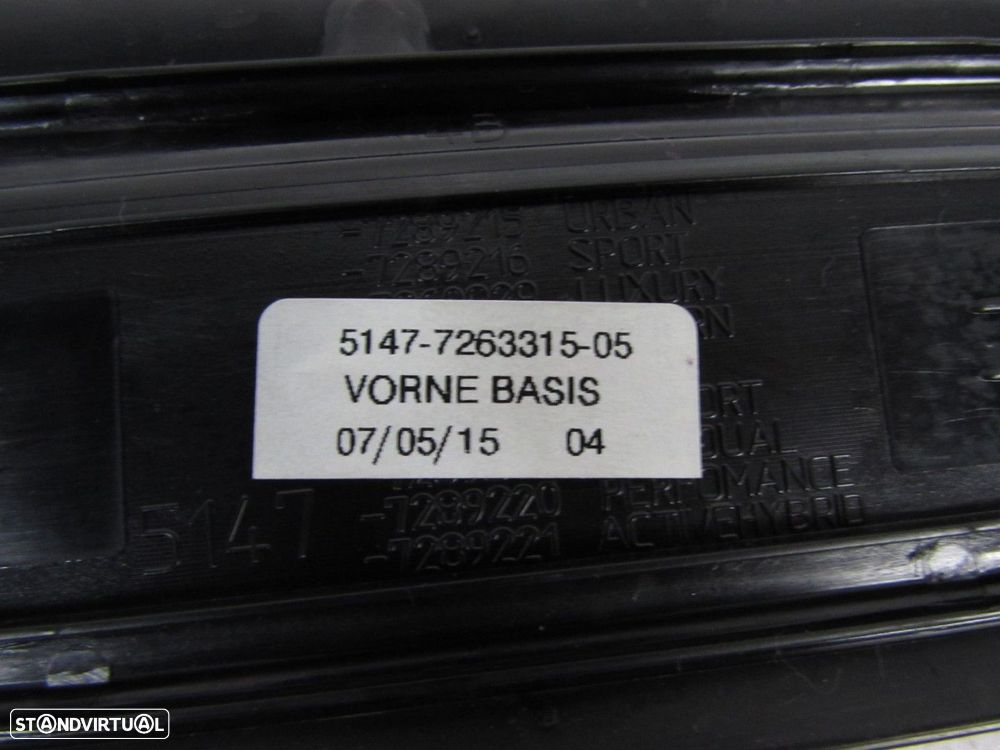 -7289215 URBAN
-7289216 SPORT
LUXURY
5147-7263315-05
VORNE BASIS
07/05/15 04
5147
-7289220 PERFOMANCE
-7289221 ACTIVEHYBRID
STANDVIRTUAL